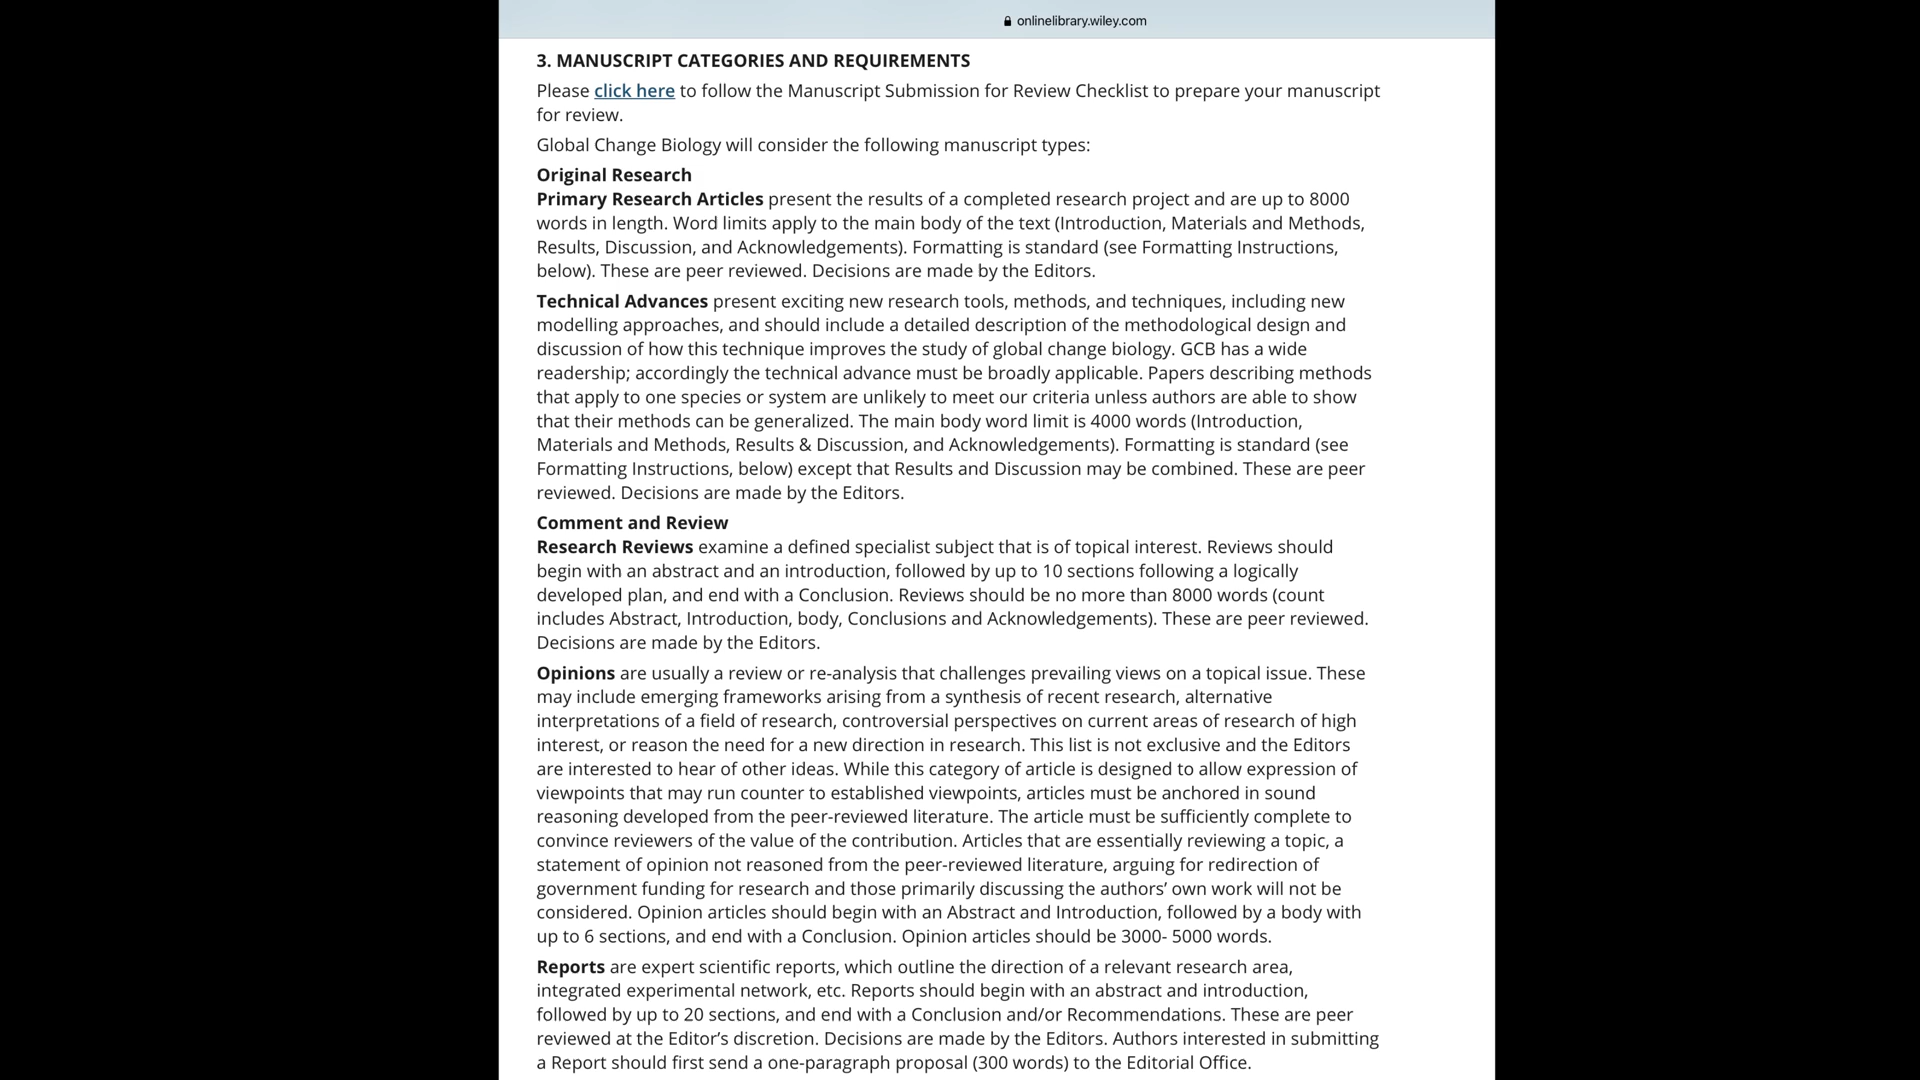 onlinelibrary.wiley.com
3. MANUSCRIPT CATEGORIES AND REQUIREMENTS
Please click here to follow the Manuscript Submission for Review Checklist to prepare your manuscript
for review.
Global Change Biology will consider the following manuscript types:
Original Research
Primary Research Articles present the results of a completed research project and are up to 8000
words in length. Word limits apply to the main body of the text (Introduction, Materials and Methods,
Results, Discussion, and Acknowledgements). Formatting is standard (see Formatting Instructions,
below). These are peer reviewed. Decisions are made by the Editors.
Technical Advances present exciting new research tools, methods, and techniques, including new
modelling approaches, and should include a detailed description of the methodological design and
discussion of how this technique improves the study of global change biology. GCB has a wide
readership; accordingly the technical advance must be broadly applicable. Papers describing methods
that apply to one species or system are unlikely to meet our criteria unless authors are able to show
that their methods can be generalized. The main body word limit is 4000 words (Introduction,
Materials and Methods, Results & Discussion, and Acknowledgements). Formatting is standard (see
Formatting Instructions, below) except that Results and Discussion may be combined. These are peer
reviewed. Decisions are made by the Editors.
Comment and Review
Research Reviews examine a defined specialist subject that is of topical interest. Reviews should
begin with an abstract and an introduction, followed by up to 10 sections following a logically
developed plan, and end with a Conclusion. Reviews should be no more than 8000 words (count
includes Abstract, Introduction, body, Conclusions and Acknowledgements). These are peer reviewed.
Decisions are made by the Editors.
Opinions are usually a review or re-analysis that challenges prevailing views on a topical issue. These
may include emerging frameworks arising from a synthesis of recent research, alternative
interpretations of a field of research, controversial perspectives on current areas of research of high
interest, or reason the need for a new direction in research. This list is not exclusive and the Editors
are interested to hear of other ideas. While this category of article is designed to allow expression of
viewpoints that may run counter to established viewpoints, articles must be anchored in sound
reasoning developed from the peer-reviewed literature. The article must be sufficiently complete to
convince reviewers of the value of the contribution. Articles that are essentially reviewing a topic, a
statement of opinion not reasoned from the peer-reviewed literature, arguing for redirection of
government funding for research and those primarily discussing the authors’ own work will not be
considered. Opinion articles should begin with an Abstract and Introduction, followed by a body with
up to 6 sections, and end with a Conclusion. Opinion articles should be 3000- 5000 words.
Reports are expert scientific reports, which outline the direction of a relevant research area,
integrated experimental network, etc. Reports should begin with an abstract and introduction,
followed by up to 20 sections, and end with a Conclusion and/or Recommendations. These are peer
reviewed at the Editor’s discretion. Decisions are made by the Editors. Authors interested in submitting
a Report should first send a one-paragraph proposal (300 words) to the Editorial Office.